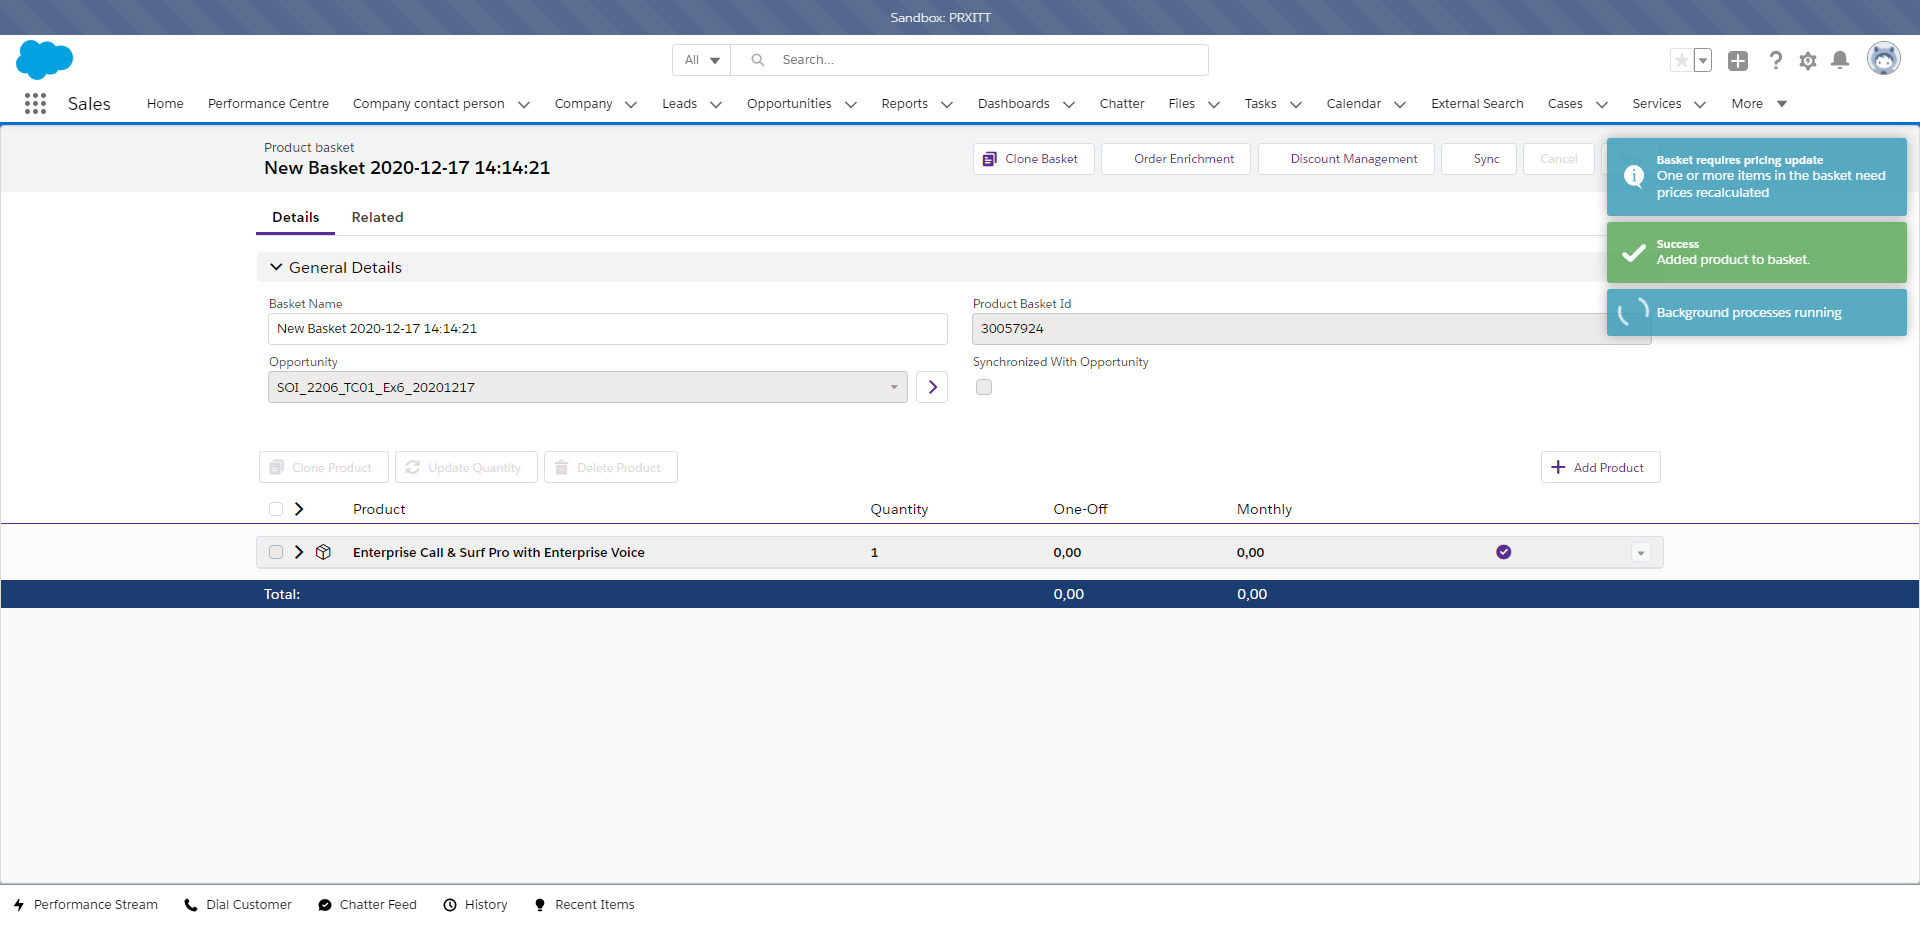 Sandbox: PRXITT
All
Search...
Sales
Home
Performance Centre
Company contact person
Company
Leads
Opportunities
Reports
Dashboards
Chatter
Files
Tasks
Calendar
External Search
Cases
Services
More
Product basket
New Basket 2020-12-17 14:14:21
Clone Basket
Order Enrichment
Discount Management
Sync
Cancel
Basket requires pricing update
One or more items in the basket need
prices recalculated
Success
Added product to basket.
Background processes running
Details
Related
General Details
Basket Name
New Basket 2020-12-17 14:14:21
Product Basket Id
30057924
Opportunity
SOI_2206_TC01_Ex6_20201217
Synchronized With Opportunity
Clone Product
Update Quantity
Delete Product
Add Product
Product
Quantity
One-Off
Monthly
Enterprise Call & Surf Pro with Enterprise Voice
1
0,00
0,00
Total:
0,00
0,00
Performance Stream
Dial Customer
Chatter Feed
History
Recent Items